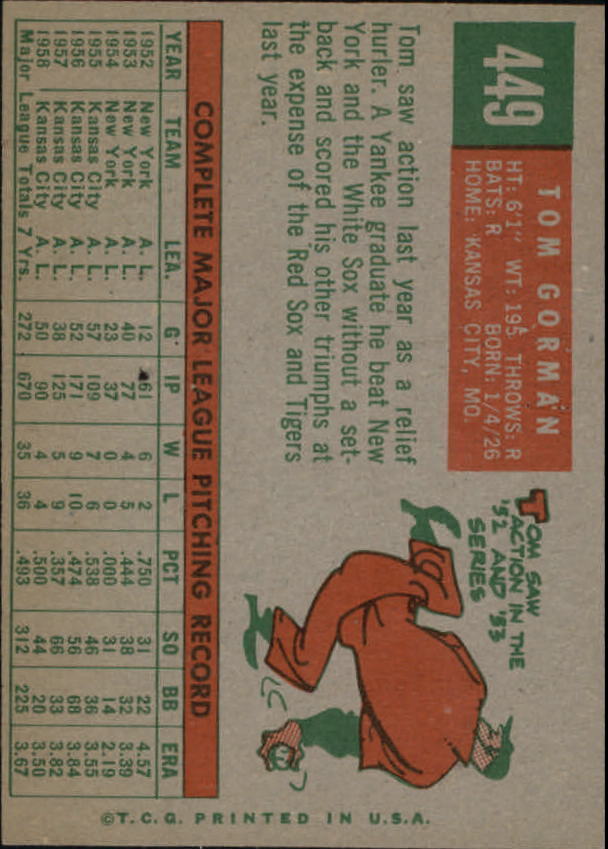 449
TOM GORMAN
HT: 6'1" WT: 195 THROWS: R
BATS: R BORN: 1/4/26
HOME: KANSAS CITY, MO.
Tom saw action last year as a relief
hurler. A Yankee graduate he beat New
York and the White Sox without a set-
back and scored his other triumphs at
the expense of the Red Sox and Tigers
last year.
TOM SAW
ACTION IN THE
'52 AND '53
SERIES
COMPLETE MAJOR LEAGUE PITCHING RECORD
YEAR TEAM LEA. G IP W L PCT SO BB ERA
1952 New York A. L. 12 61 6 2 .750 31 22 4.57
1953 New York A. L. 40 77 4 5 .444 38 32 3.39
1954 New York A. L. 23 37 0 0 .000 31 14 2.19
1955 Kansas City A. L. 57 109 7 6 .538 46 36 3.55
1956 Kansas City A. L. 52 171 9 10 .474 56 68 3.84
1957 Kansas City A. L. 38 125 5 9 .357 66 33 3.82
1958 Kansas City A. L. 50 90 4 4 .500 44 20 3.50
Major League Totals 7 Yrs. 272 670 35 36 .493 312 225 3.67
©T.C.G. PRINTED IN U.S.A.